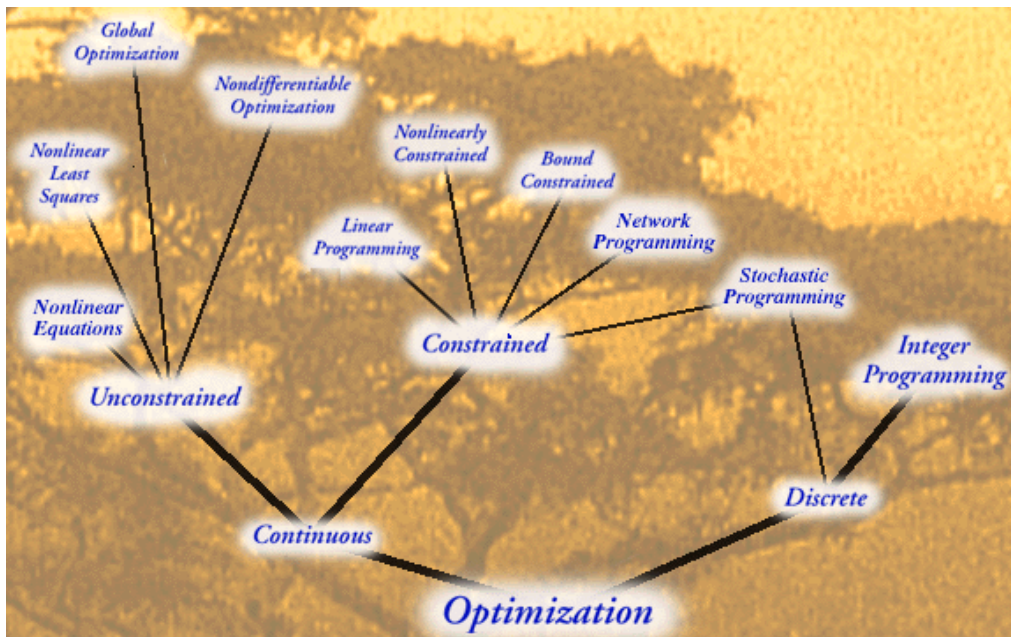 Global
Optimization
Nondifferentiable
Optimization
Nonlinearly
Constrained
Nonlinear
Least
Squares
Bound
Constrained
Linear
Programming
Network
Programming
Stochastic
Programming
Nonlinear
Equations
Constrained
Integer
Programming
Unconstrained
Discrete
Continuous
Optimization